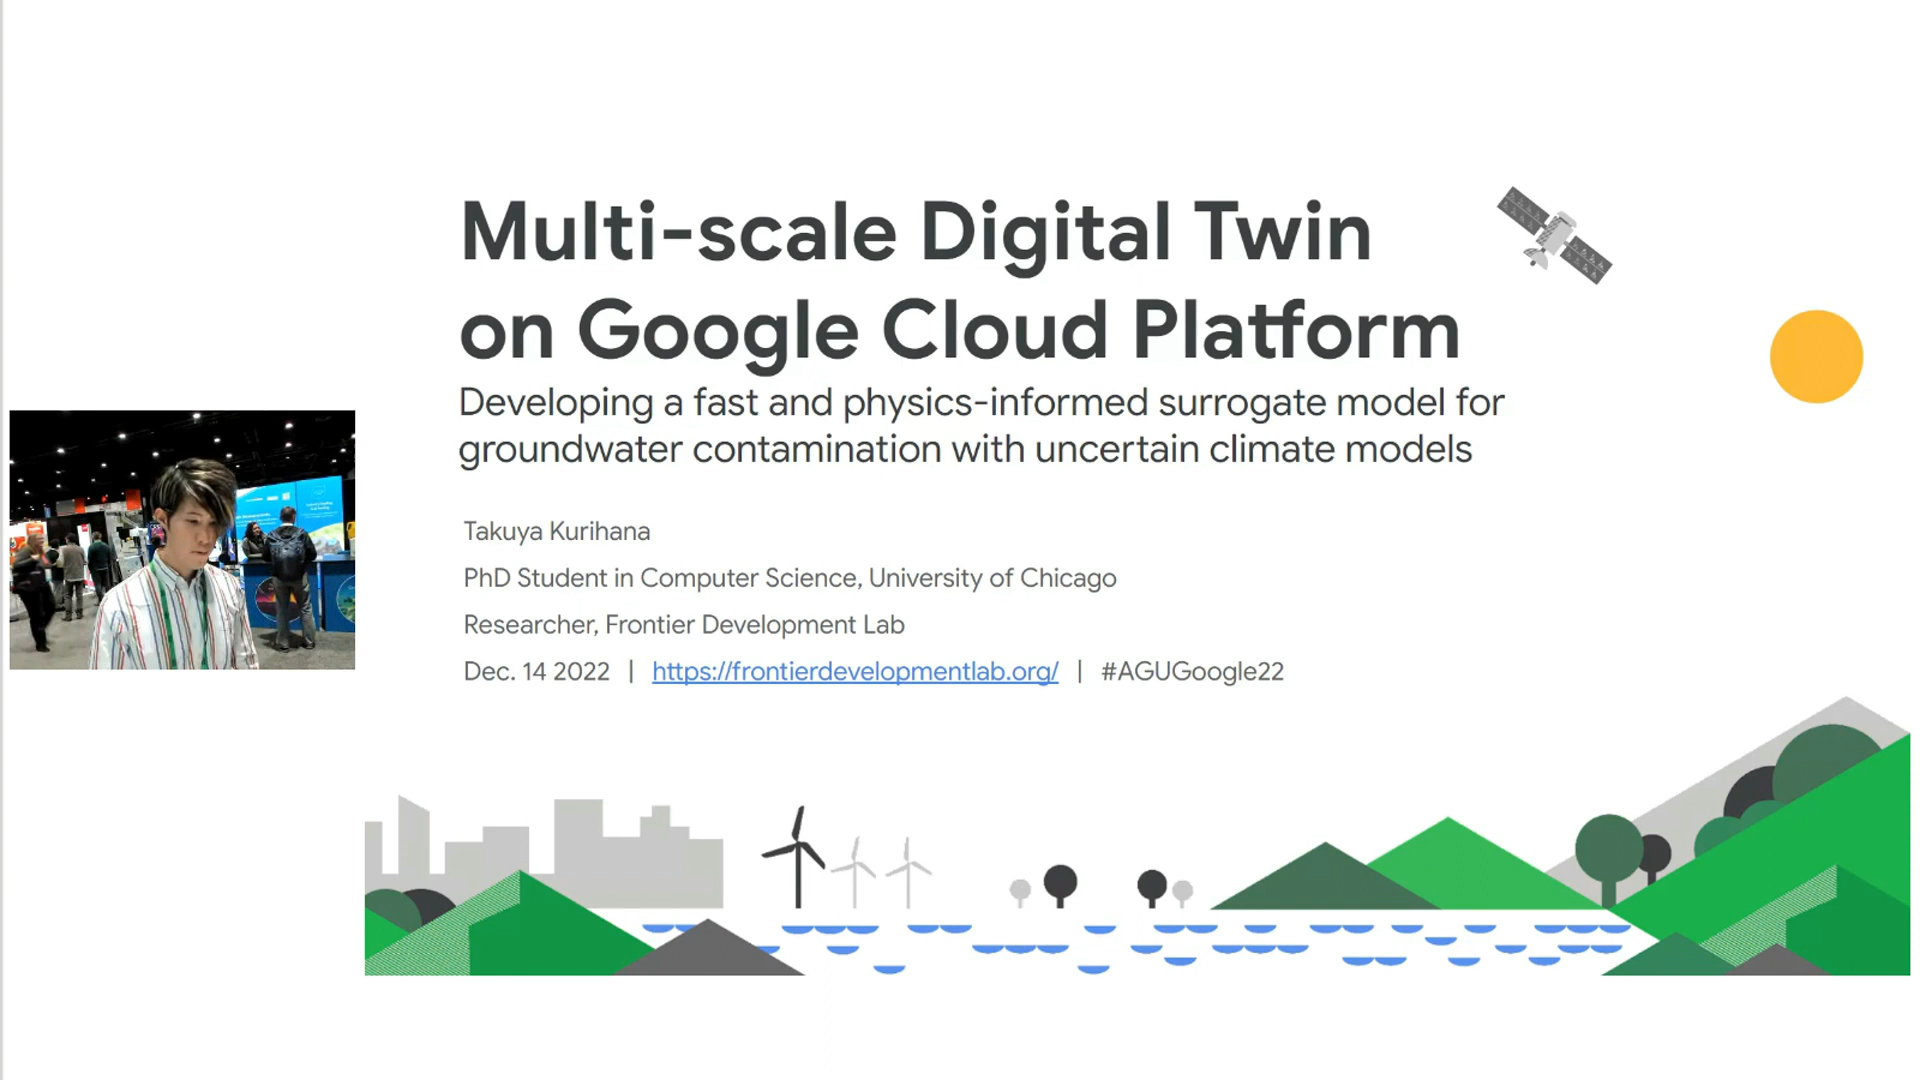 Multi-scale Digital Twin
on Google Cloud Platform
Developing a fast and physics-informed surrogate model for
groundwater contamination with uncertain climate models
Takuya Kurihana
PhD Student in Computer Science, University of Chicago
Researcher, Frontier Development Lab
Dec. 14 2022 | https://frontierdevelopmentlab.org/ | #AGUGoogle22